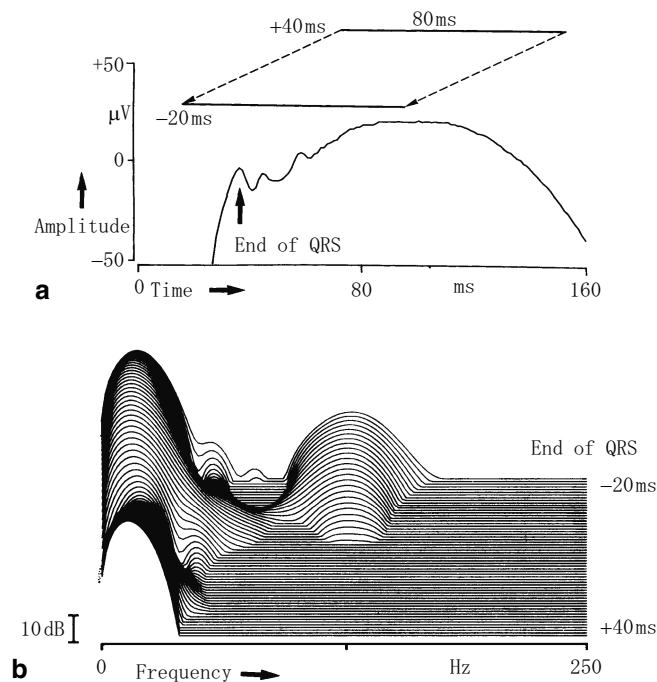 +40ms
80ms
+50
μV
−20ms
0
Amplitude
End of QRS
−50
a
0 Time
80
ms
160
End of QRS
−20ms
10dB
+40ms
b
0
Frequency
Hz
250